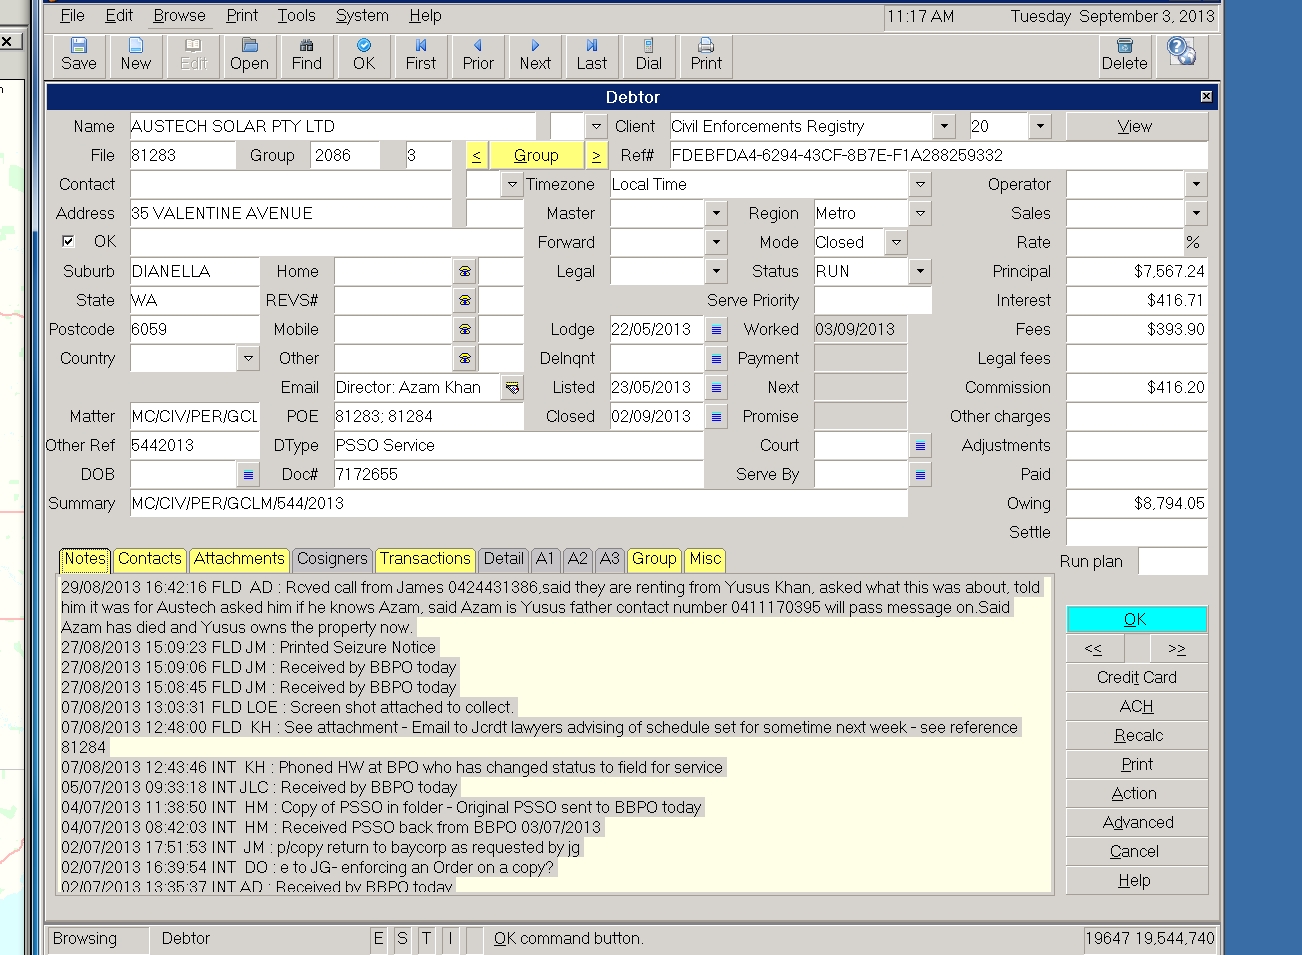 File Edit Browse Print Tools System Help 11:17 AM Tuesday September 3, 2013
Save New Edit Open Find OK First Prior Next Last Dial Print Delete
Debtor
Name AUSTECH SOLAR PTY LTD Client Civil Enforcements Registry 20 View
File 81283 Group 2086 3 < Group > Ref# FDEBFDA4-6294-43CF-8B7E-F1A288259332
Contact Timezone Local Time Operator
Address 35 VALENTINE AVENUE Master Region Metro Sales
OK Forward Mode Closed Rate %
Suburb DIANELLA Home Legal Status RUN Principal $7,567.24
State WA REVS# Serve Priority Interest $416.71
Postcode 6059 Mobile Lodge 22/05/2013 Worked 03/09/2013 Fees $393.90
Country Other Delnqnt Payment Legal fees
Email Director: Azam Khan Listed 23/05/2013 Next Commission $416.20
Matter MC/CIV/PER/GCL POE 81283; 81284 Closed 02/09/2013 Promise Other charges
Other Ref 5442013 DType PSSO Service Court Adjustments
DOB Doc# 7172655 Serve By Paid
Summary MC/CIV/PER/GCLM/544/2013 Owing $8,794.05
Settle
Notes Contacts Attachments Cosigners Transactions Detail A1 A2 A3 Group Misc Run plan
29/08/2013 16:42:16 FLD AD : Rcved call from James 0424431386,said they are renting from Yusus Khan, asked what this was about, told
him it was for Austech asked him if he knows Azam, said Azam is Yusus father contact number 0411170395 will pass message on.Said
Azam has died and Yusus owns the property now.
27/08/2013 15:09:23 FLD JM : Printed Seizure Notice
27/08/2013 15:09:06 FLD JM : Received by BBPO today
27/08/2013 15:08:45 FLD JM : Received by BBPO today
07/08/2013 13:03:31 FLD LOE : Screen shot attached to collect.
07/08/2013 12:48:00 FLD KH : See attachment - Email to Jcrdt lawyers advising of schedule set for sometime next week - see reference
81284
07/08/2013 12:43:46 INT KH : Phoned HW at BPO who has changed status to field for service
05/07/2013 09:33:18 INT JLC : Received by BBPO today
04/07/2013 11:38:50 INT HM : Copy of PSSO in folder - Original PSSO sent to BBPO today
04/07/2013 08:42:03 INT HM : Received PSSO back from BBPO 03/07/2013
02/07/2013 17:51:53 INT JM : p/copy return to baycorp as requested by jg
02/07/2013 16:39:54 INT DO : e to JG- enforcing an Order on a copy?
02/07/2013 13:35:37 INT AD : Received by BBPO today
OK
<< >>
Credit Card
ACH
Recalc
Print
Action
Advanced
Cancel
Help
Browsing Debtor E S T I OK command button. 19647 19,544,740